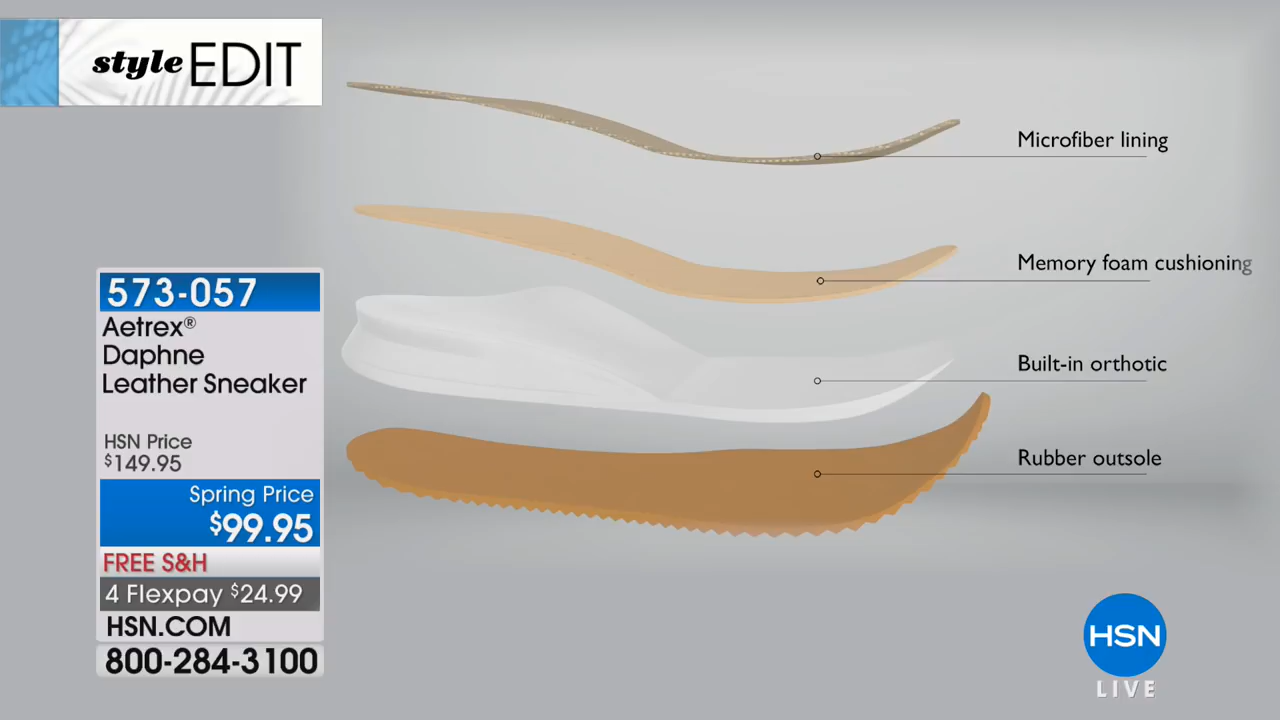 style EDIT
Microfiber lining
Memory foam cushioning
Built-in orthotic
Rubber outsole
573-057
Aetrex®
Daphne
Leather Sneaker
HSN Price
$149.95
Spring Price
$99.95
FREE S&H
4 Flexpay $24.99
HSN.COM
800-284-3100
HSN
LIVE